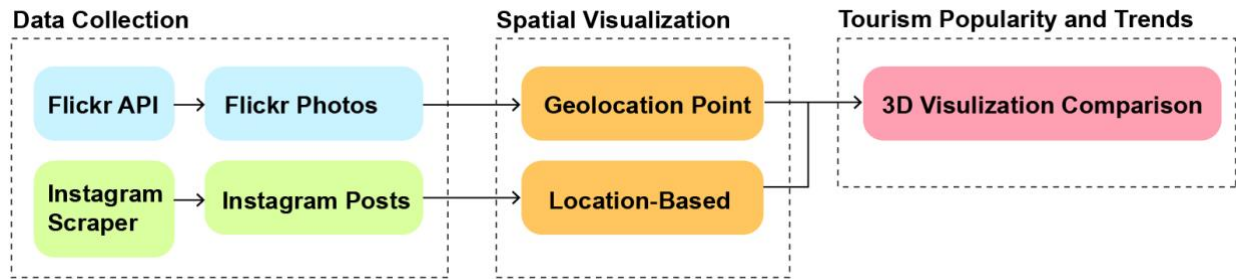 Data Collection
Spatial Visualization
Tourism Popularity and Trends
Flickr API
Flickr Photos
Geolocation Point
3D Visulization Comparison
Instagram
Scraper
Instagram Posts
Location-Based